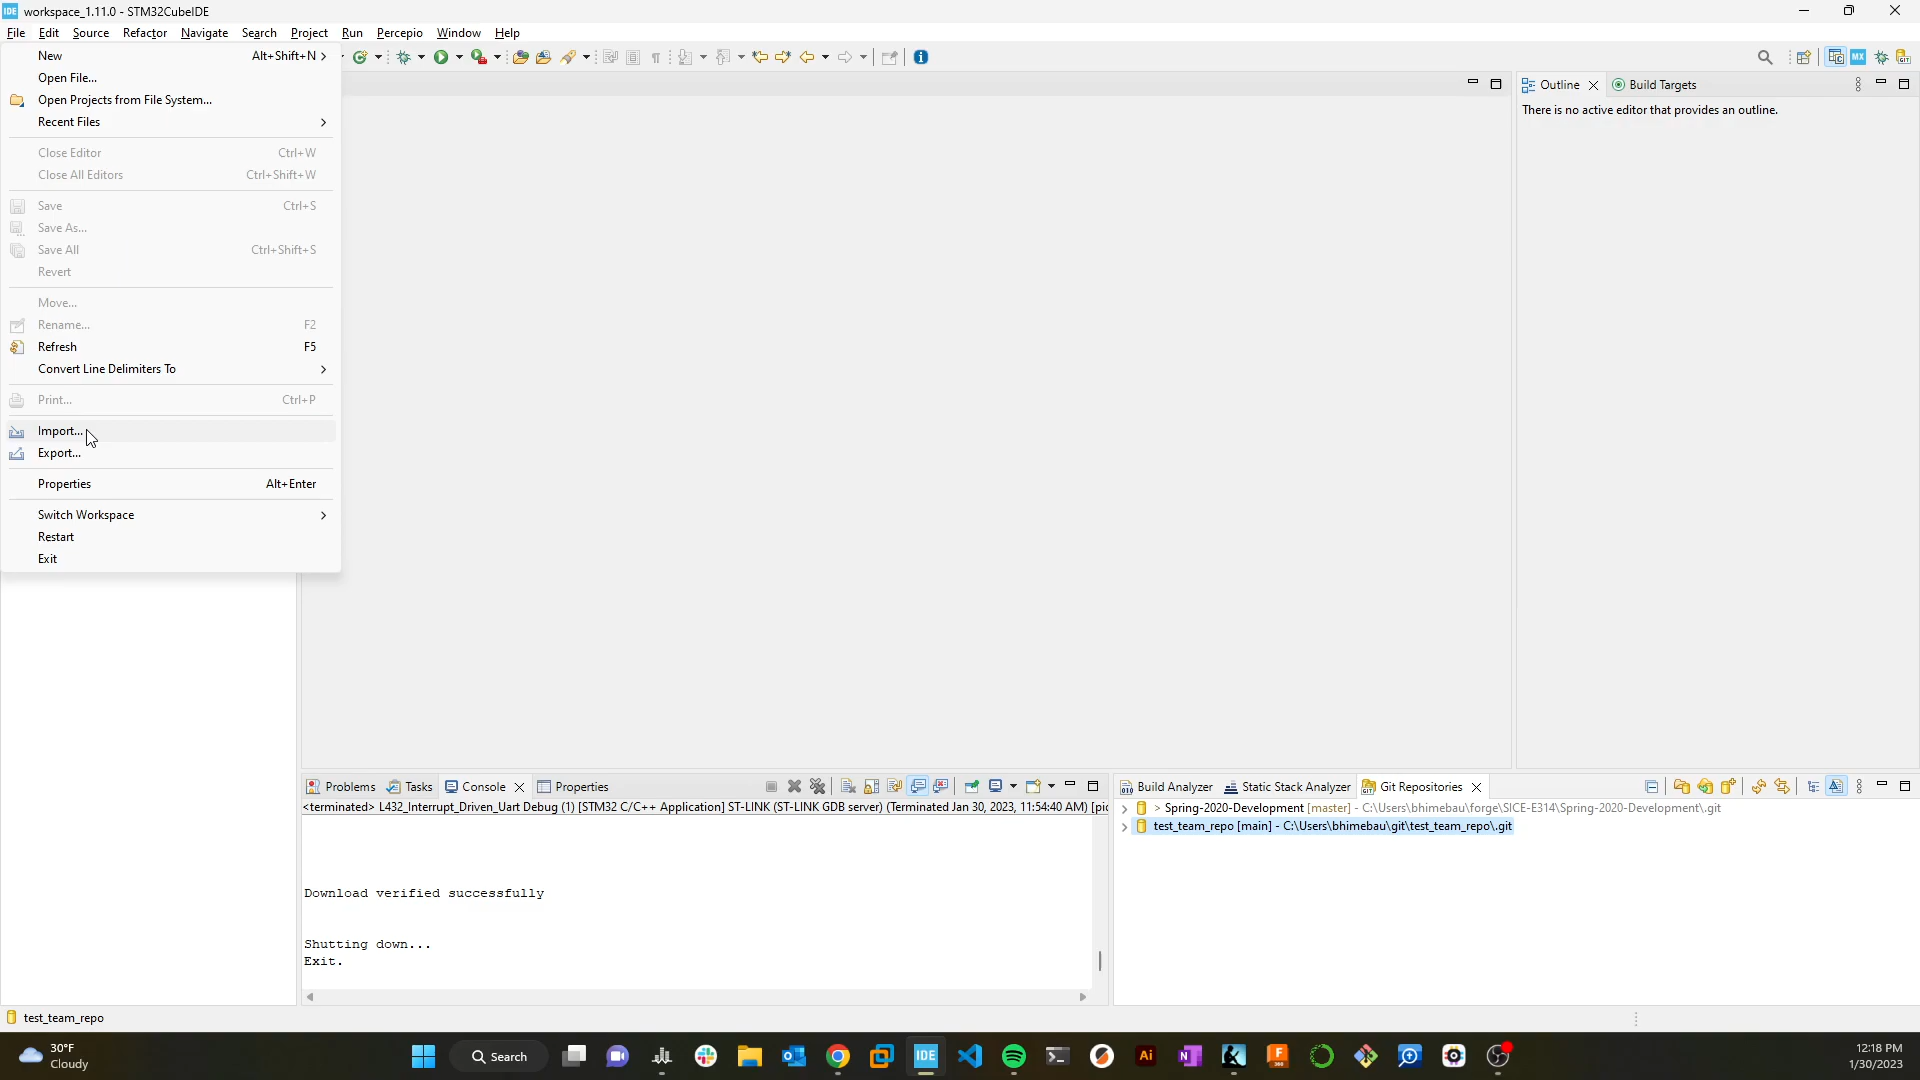 IDE workspace_1.11.0 - STM32CubeIDE
File Edit Source Refactor Navigate Search Project Run Percepio Window Help
New Alt+Shift+N >
Open File...
Open Projects from File System...
Recent Files >
Close Editor Ctrl+W
Close All Editors Ctrl+Shift+W
Save Ctrl+S
Save As...
Save All Ctrl+Shift+S
Revert
Move...
Rename... F2
Refresh F5
Convert Line Delimiters To >
Print... Ctrl+P
Import...
Export...
Properties Alt+Enter
Switch Workspace >
Restart
Exit
MX
Outline Build Targets
There is no active editor that provides an outline.
Problems Tasks Console Properties
<terminated> L432_Interrupt_Driven_Uart Debug (1) [STM32 C/C++ Application] ST-LINK (ST-LINK GDB server) (Terminated Jan 30, 2023, 11:54:40 AM) [pic
Download verified successfully
Shutting down...
Exit.
Build Analyzer Static Stack Analyzer Git Repositories
> > Spring-2020-Development [master] - C:\Users\bhimebau\forge\SICE-E314\Spring-2020-Development\.git
> test_team_repo [main] - C:\Users\bhimebau\git\test_team_repo\.git
test_team_repo
30°F
Cloudy
Search
IDE
Ai
N
12:18 PM
1/30/2023